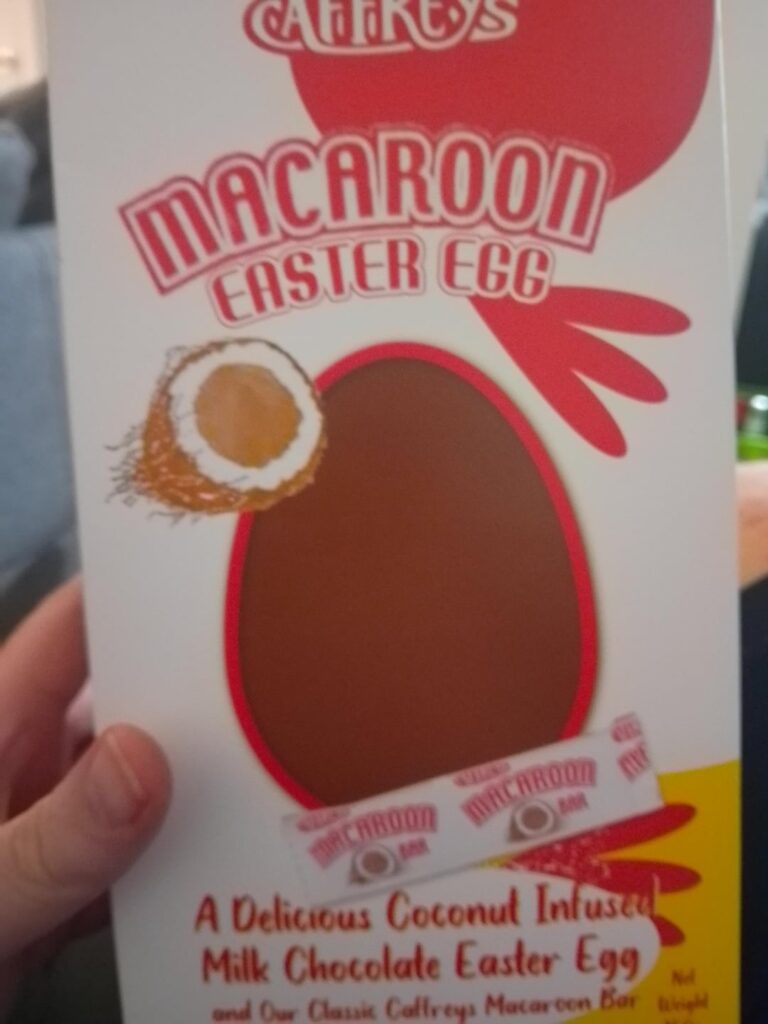 CAFFREYS
MACAROON
EASTER EGG
MACAROON
BAR
MACAROON
BAR
A Delicious Coconut Infused
Milk Chocolate Easter Egg
and Our Classic Caffreys Macaroon Bar
Net
Weight